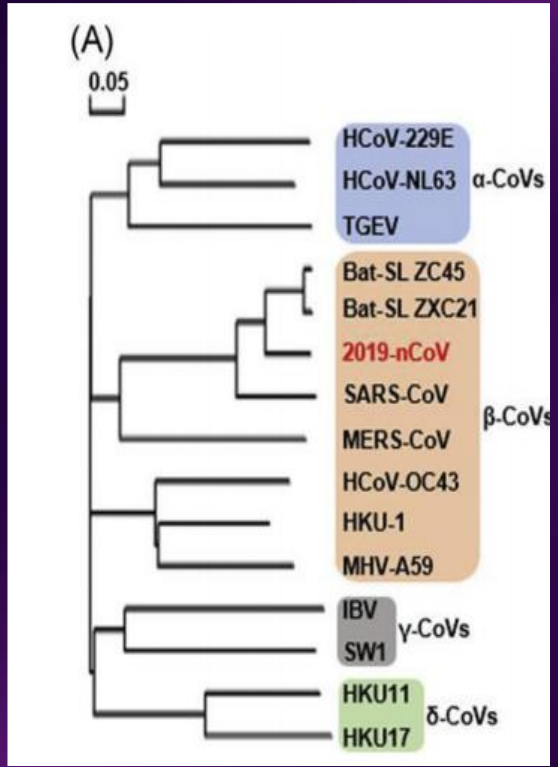 (A)
0.05
HCoV-229E
HCoV-NL63
TGEV
α-CoVs
Bat-SL ZC45
Bat-SL ZXC21
2019-nCoV
SARS-CoV
MERS-CoV
HCoV-OC43
HKU-1
MHV-A59
β-CoVs
IBV
SW1
γ-CoVs
HKU11
HKU17
δ-CoVs